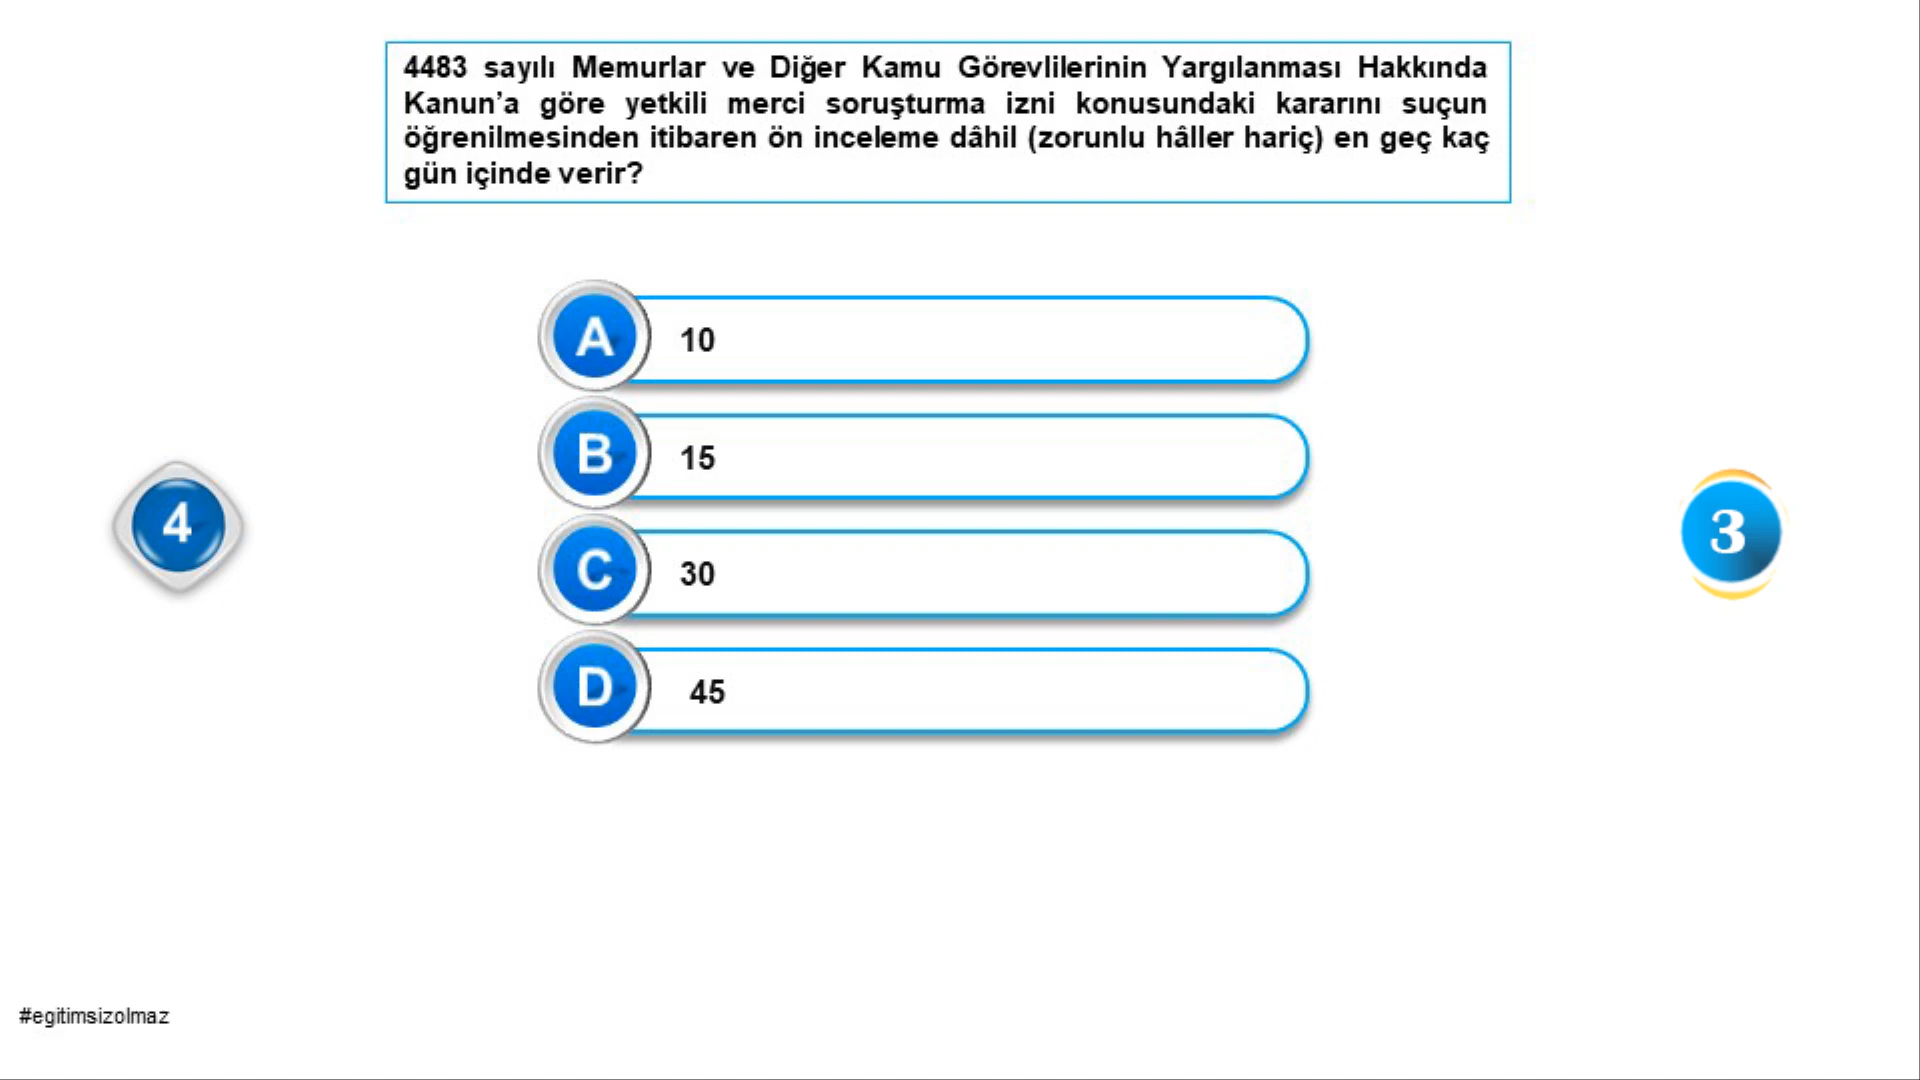 4483 sayılı Memurlar ve Diğer Kamu Görevlilerinin Yargılanması Hakkında
Kanun’a göre yetkili merci soruşturma izni konusundaki kararını suçun
öğrenilmesinden itibaren ön inceleme dâhil (zorunlu hâller hariç) en geç kaç
gün içinde verir?
A 10
B 15
4
3
C 30
D 45
#egitimsizolmaz